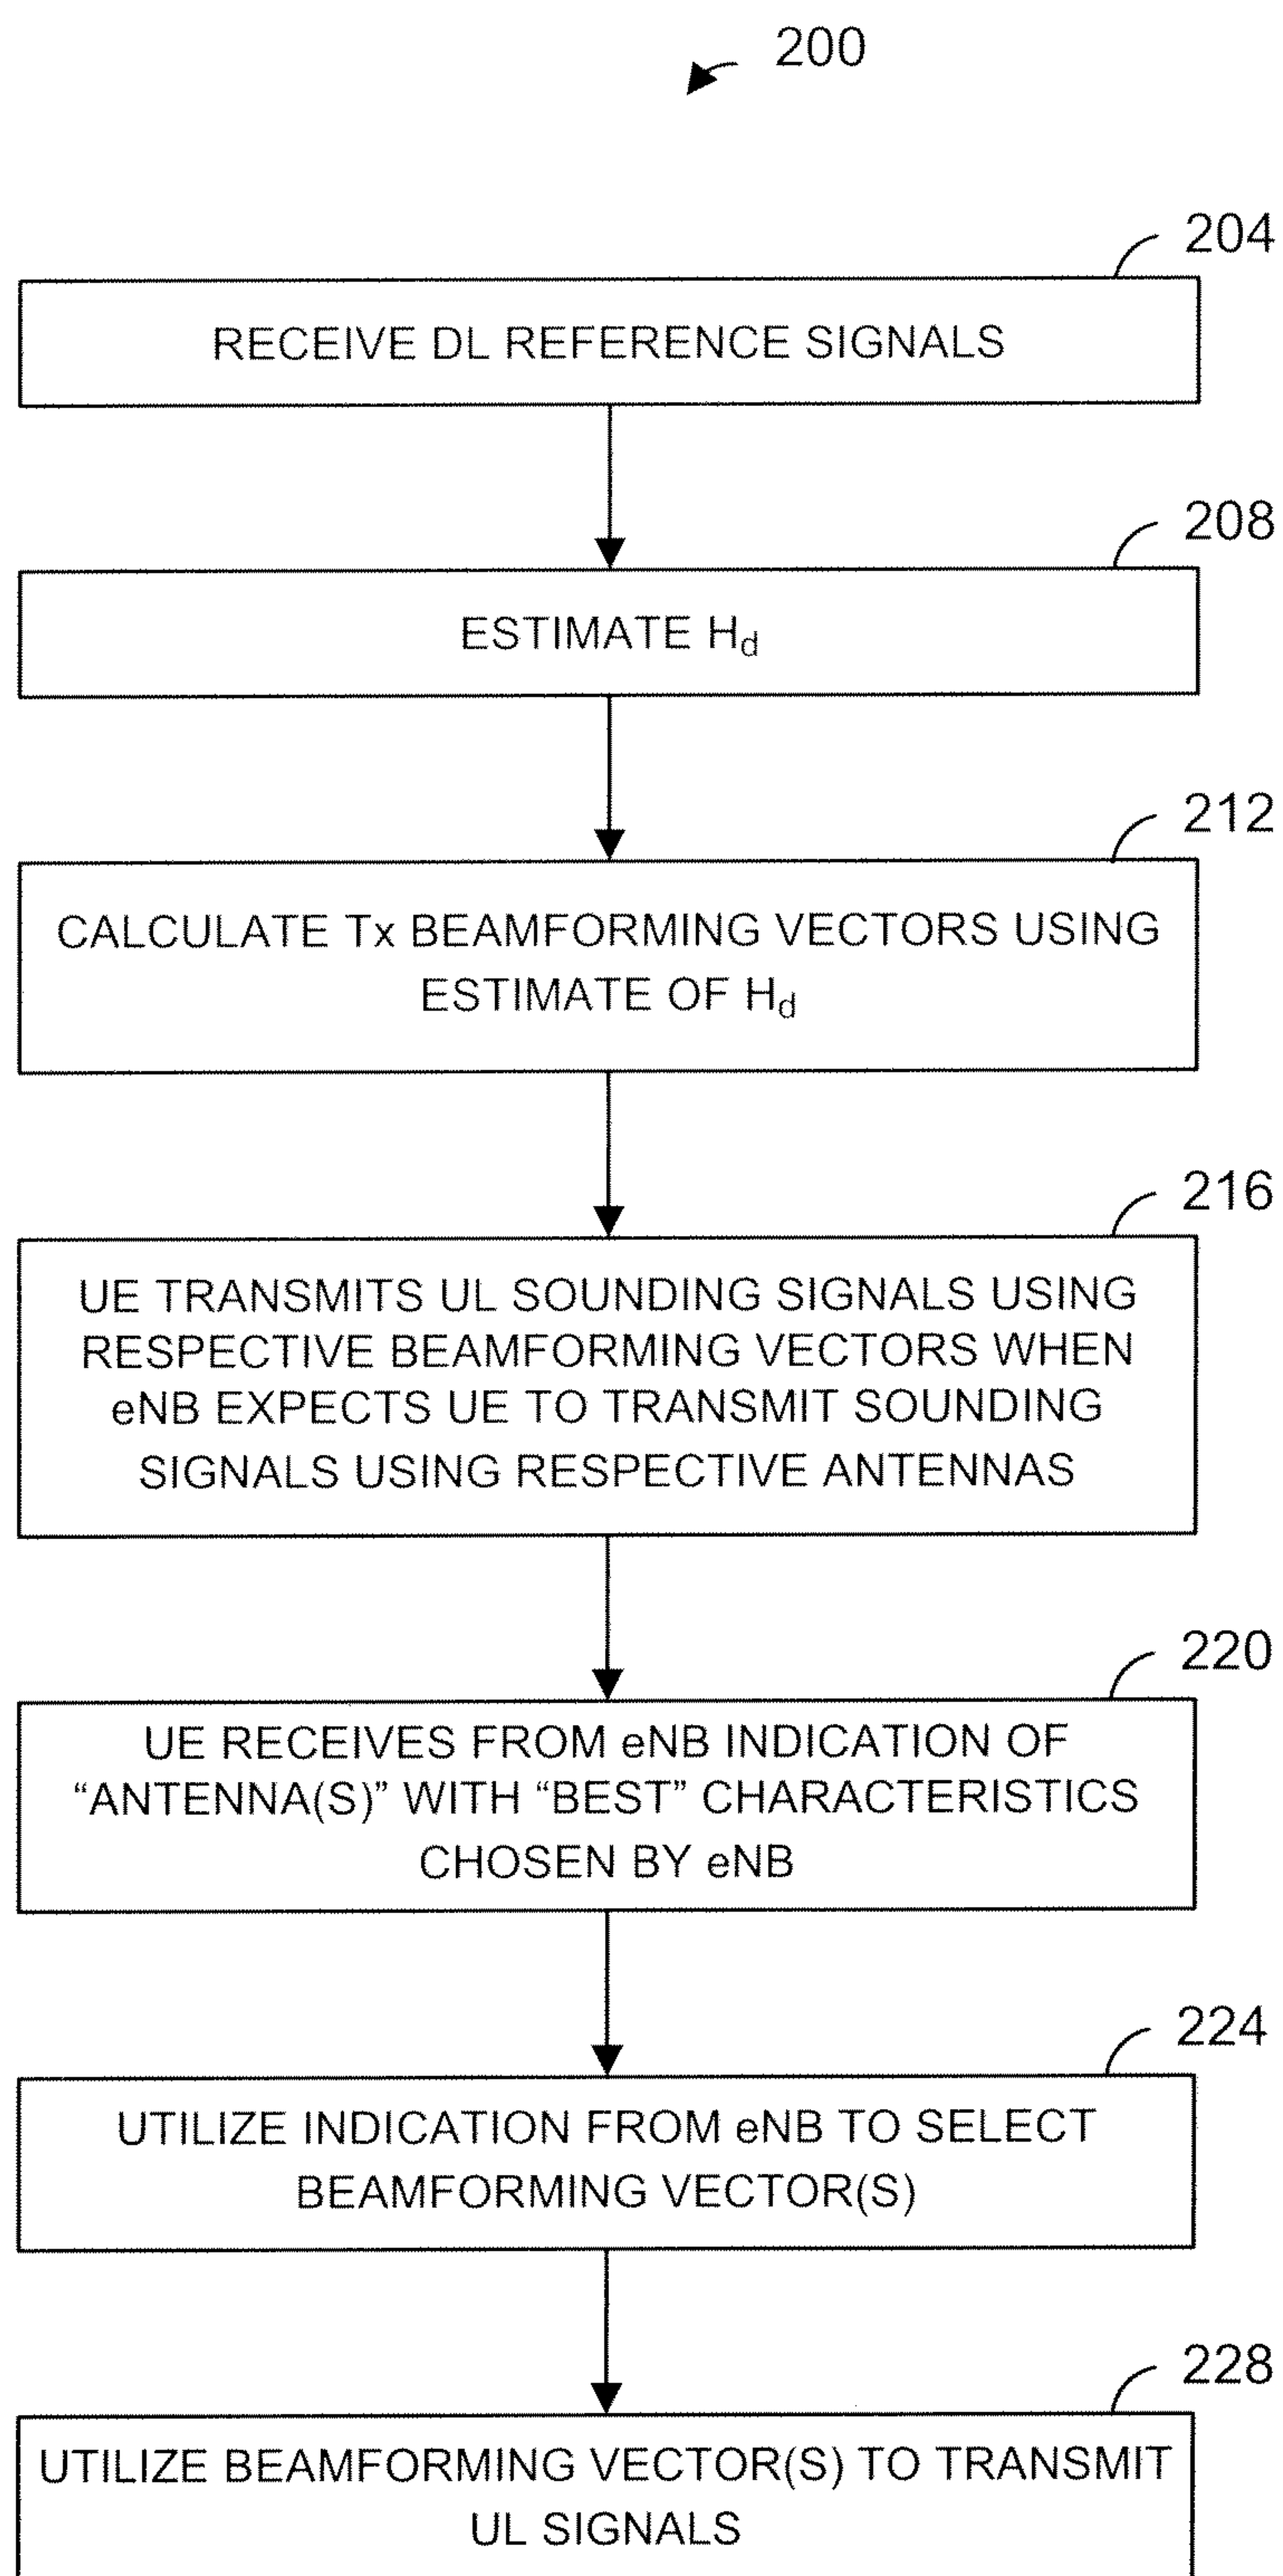 200
204
RECEIVE DL REFERENCE SIGNALS
208
ESTIMATE Hd
212
CALCULATE Tx BEAMFORMING VECTORS USING
ESTIMATE OF Hd
216
UE TRANSMITS UL SOUNDING SIGNALS USING
RESPECTIVE BEAMFORMING VECTORS WHEN
eNB EXPECTS UE TO TRANSMIT SOUNDING
SIGNALS USING RESPECTIVE ANTENNAS
220
UE RECEIVES FROM eNB INDICATION OF
“ANTENNA(S)” WITH “BEST” CHARACTERISTICS
CHOSEN BY eNB
224
UTILIZE INDICATION FROM eNB TO SELECT
BEAMFORMING VECTOR(S)
228
UTILIZE BEAMFORMING VECTOR(S) TO TRANSMIT
UL SIGNALS